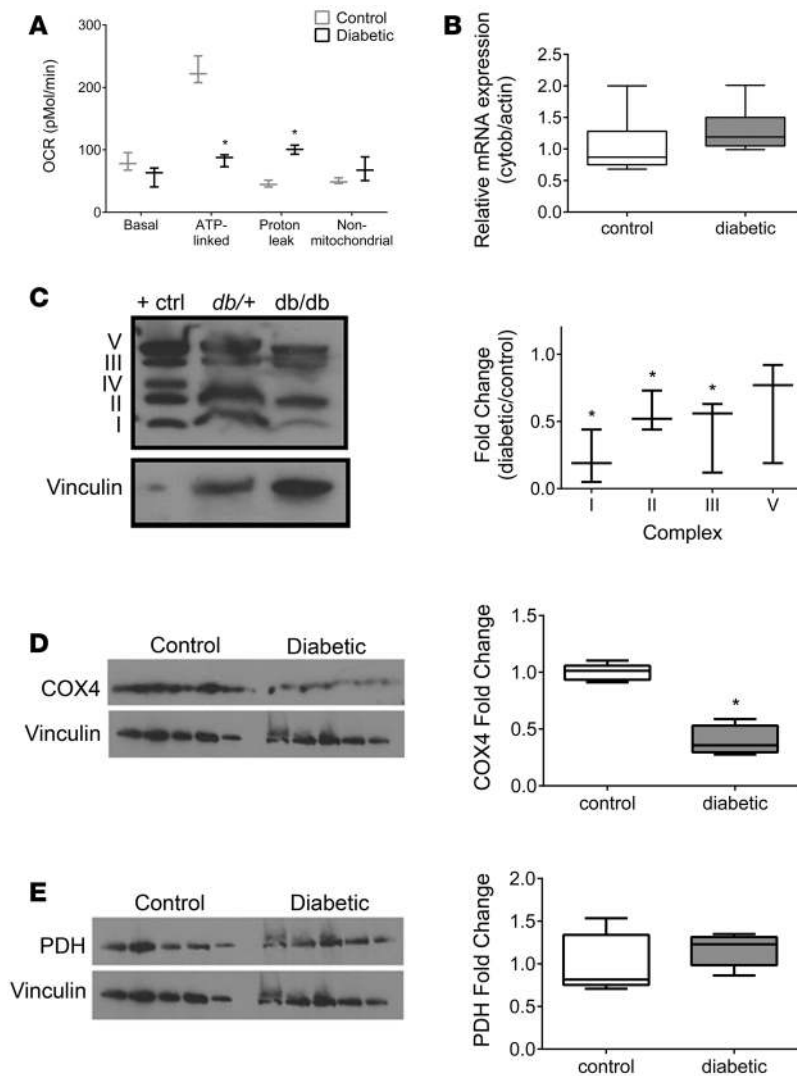 A
Control
Diabetic
OCR (pMol/min)
300
200
100
0
*
*
Basal
ATP-
linked
Proton
leak
Non-
mitochondrial
B
Relative mRNA expression
(cytob/actin)
2.5
2.0
1.5
1.0
0.5
0.0
control
diabetic
C
+ ctrl db/+ db/db
V
III
IV
II
I
Vinculin
Fold Change
(diabetic/control)
1.0
0.5
0.0
*
*
*
I II III V
Complex
D
Control Diabetic
COX4
Vinculin
COX4 Fold Change
1.5
1.0
0.5
0.0
*
control diabetic
E
Control Diabetic
PDH
Vinculin
PDH Fold Change
2.0
1.5
1.0
0.5
0.0
control diabetic